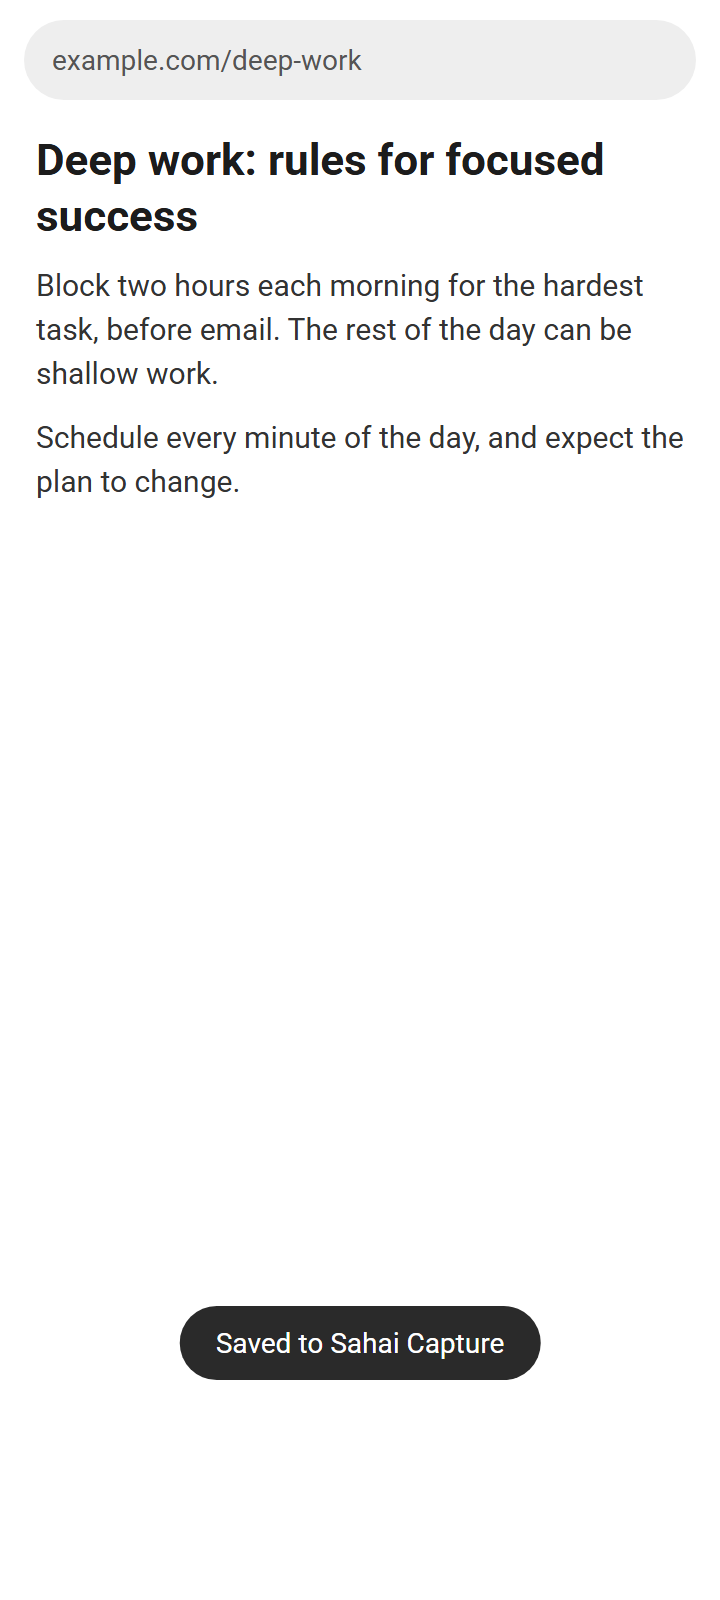 example.com/deep-work
Deep work: rules for focused
success
Block two hours each morning for the hardest
task, before email. The rest of the day can be
shallow work.
Schedule every minute of the day, and expect the
plan to change.
Saved to Sahai Capture